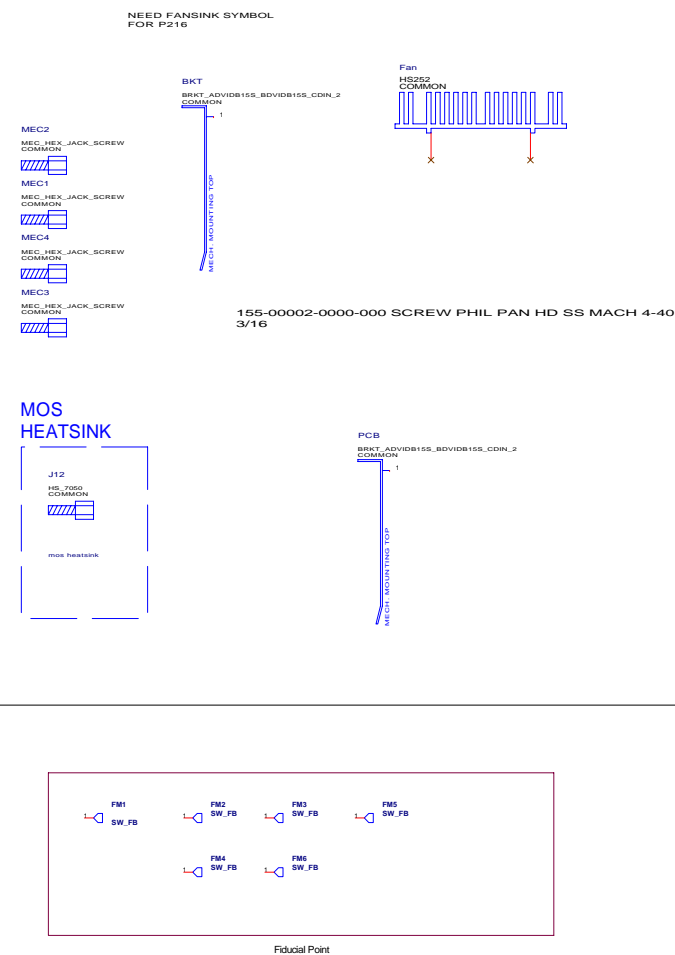 NEED FANSINK SYMBOL
FOR P216
Fan
HS252
COMMON
BKT
BRKT_ADVIDB15S_BDVIDB15S_CDIN_2
COMMON
1
MECH. MOUNTING TOP
MEC2
MEC_HEX_JACK_SCREW
COMMON
MEC1
MEC_HEX_JACK_SCREW
COMMON
MEC4
MEC_HEX_JACK_SCREW
COMMON
MEC3
MEC_HEX_JACK_SCREW
COMMON
155-00002-0000-000 SCREW PHIL PAN HD SS MACH 4-40
3/16
MOS
HEATSINK
J12
HS_7050
COMMON
mos heatsink
PCB
BRKT_ADVIDB15S_BDVIDB15S_CDIN_2
COMMON
1
MECH. MOUNTING TOP
FM1
1
SW_FB
FM2
1 SW_FB
FM3
1 SW_FB
FM5
1 SW_FB
FM4
1 SW_FB
FM6
1 SW_FB
Fiducial Point